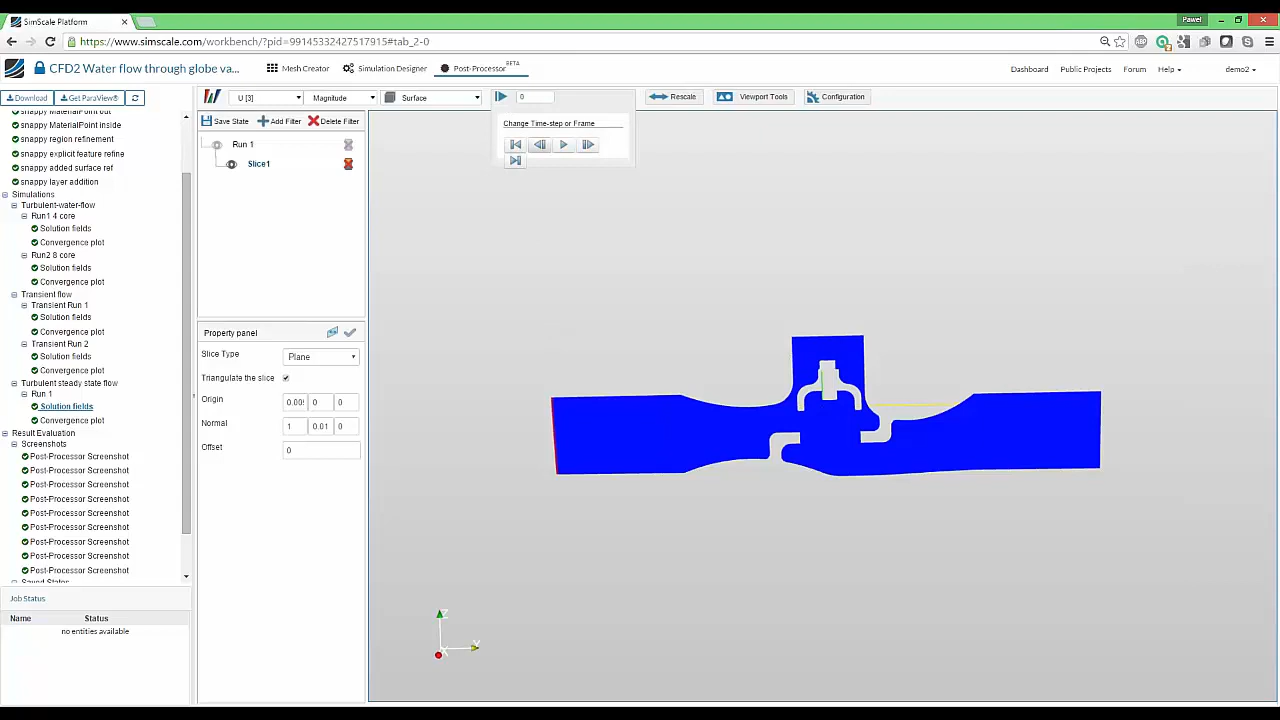 SimScale Platform
Pawel
https://www.simscale.com/workbench/?pid=99145332427517915#tab_2-0
CFD2 Water flow through globe va...
Mesh Creator
Simulation Designer
Post-Processor BETA
Dashboard
Public Projects
Forum
Help
demo2
Download
Get ParaView®
U [3]
Magnitude
Surface
0
Rescale
Viewport Tools
Configuration
snappy MaterialPoint out
snappy MaterialPoint inside
snappy region refinement
snappy explicit feature refine
snappy added surface ref
snappy layer addition
Simulations
Turbulent-water-flow
Run1 4 core
Solution fields
Convergence plot
Run2 8 core
Solution fields
Convergence plot
Transient flow
Transient Run 1
Solution fields
Convergence plot
Transient Run 2
Solution fields
Convergence plot
Turbulent steady state flow
Run 1
Solution fields
Convergence plot
Result Evaluation
Screenshots
Post-Processor Screenshot
Post-Processor Screenshot
Post-Processor Screenshot
Post-Processor Screenshot
Post-Processor Screenshot
Post-Processor Screenshot
Post-Processor Screenshot
Post-Processor Screenshot
Post-Processor Screenshot
Saved States
Job Status
Name Status
no entities available
Save State
Add Filter
Delete Filter
Run 1
Slice1
Property panel
Slice Type Plane
Triangulate the slice
Origin 0.00 0 0
Normal 1 0.01 0
Offset 0
Change Time-step or Frame
Z
X
Y